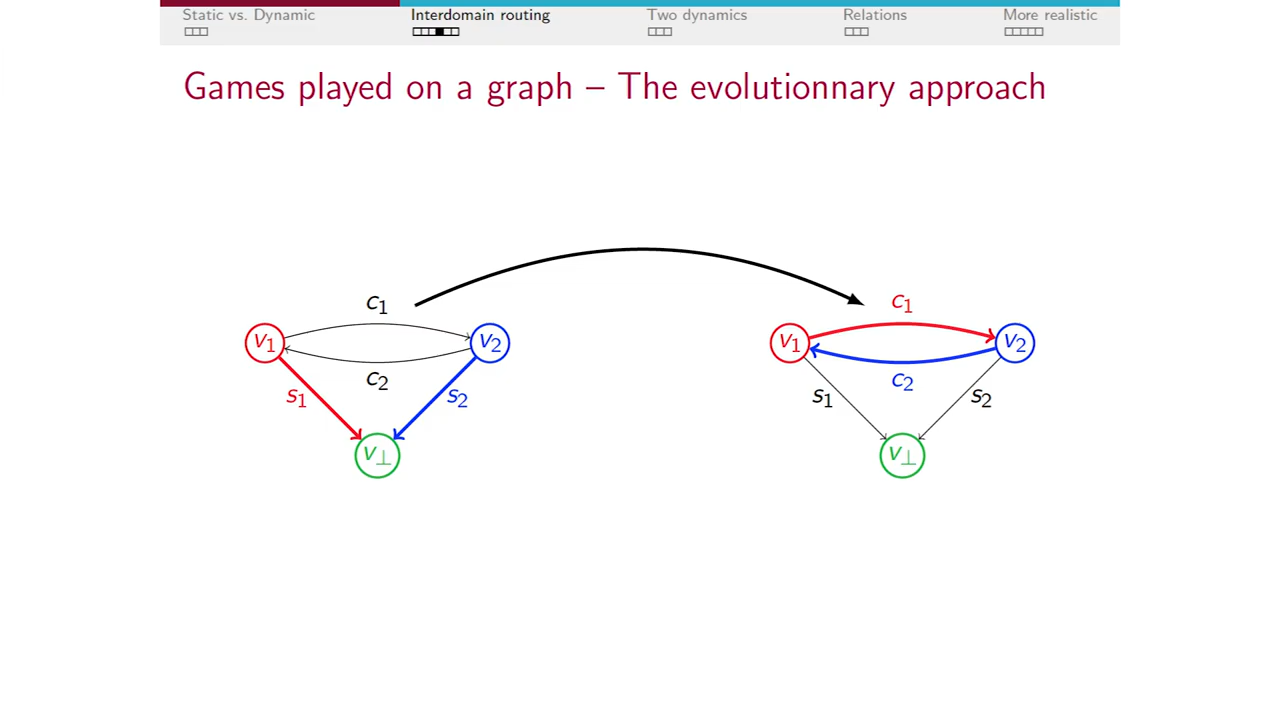 Static vs. Dynamic Interdomain routing Two dynamics Relations More realistic
Games played on a graph – The evolutionnary approach
c1 c1
v1 v2 v1 v2
c2 c2
s1 s2 s1 s2
v⊥ v⊥